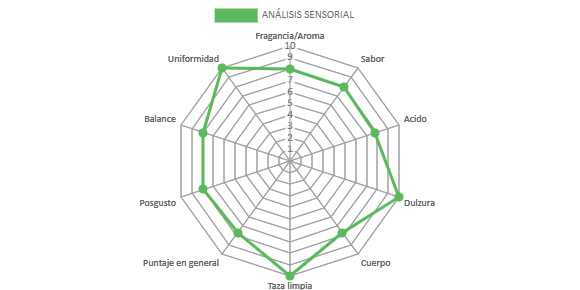 ANÁLISIS SENSORIAL
Fragancia/Aroma
10
9
8
7
6
5
4
3
2
1
Uniformidad
Sabor
Balance
Acido
Posgusto
Dulzura
Puntaje en general
Cuerpo
Taza limpia